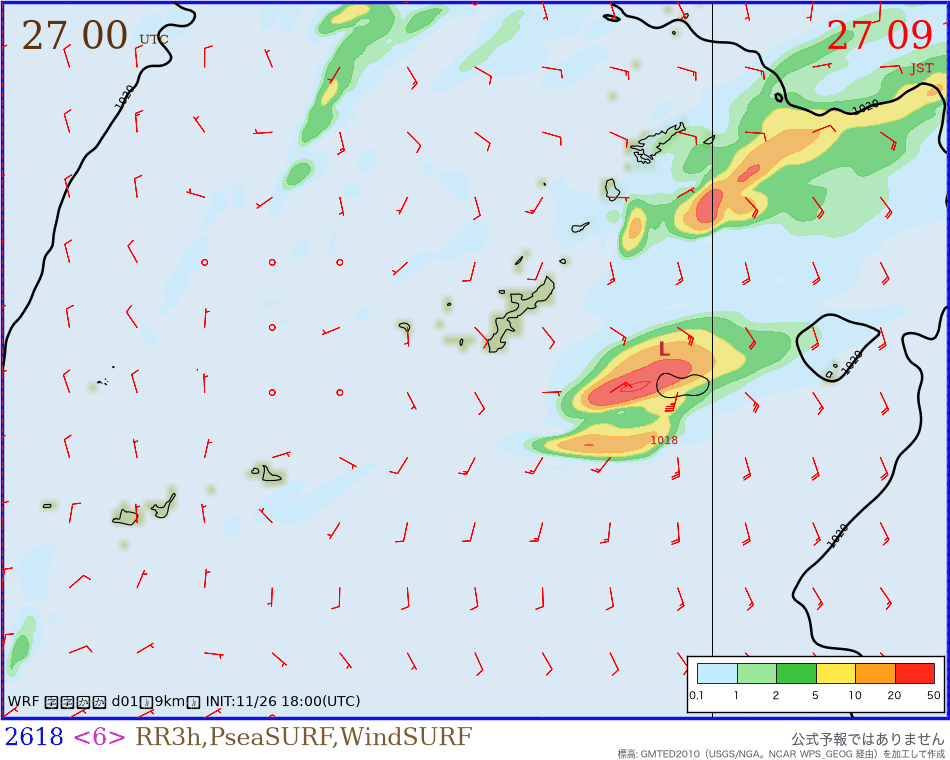 27 00 UTC
27 09
JST
1020
1020
L
1020
1018
1020
WRF d01 9km INIT:11/26 18:00(UTC)
0.1 1 2 5 10 20 50
2618 <6> RR3h,PseaSURF,WindSURF
公式予報ではありません
標高: GMTED2010（USGS/NGA。NCAR WPS_GEOG 経由）を加工して作成